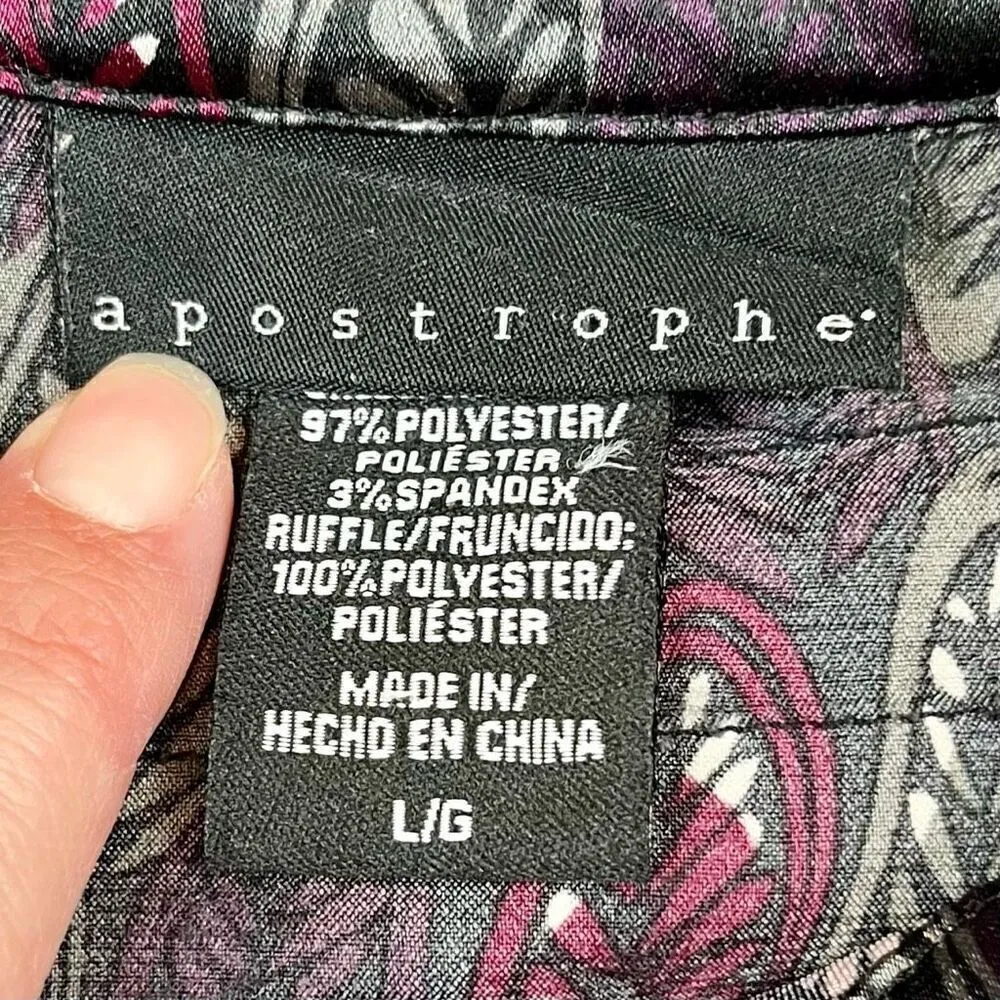 apostrophe
97% POLYESTER/
POLIÉSTER
3% SPANDEX
RUFFLE/FRUNCIDO:
100% POLYESTER/
POLIÉSTER
MADE IN/
HECHO EN CHINA
L/G